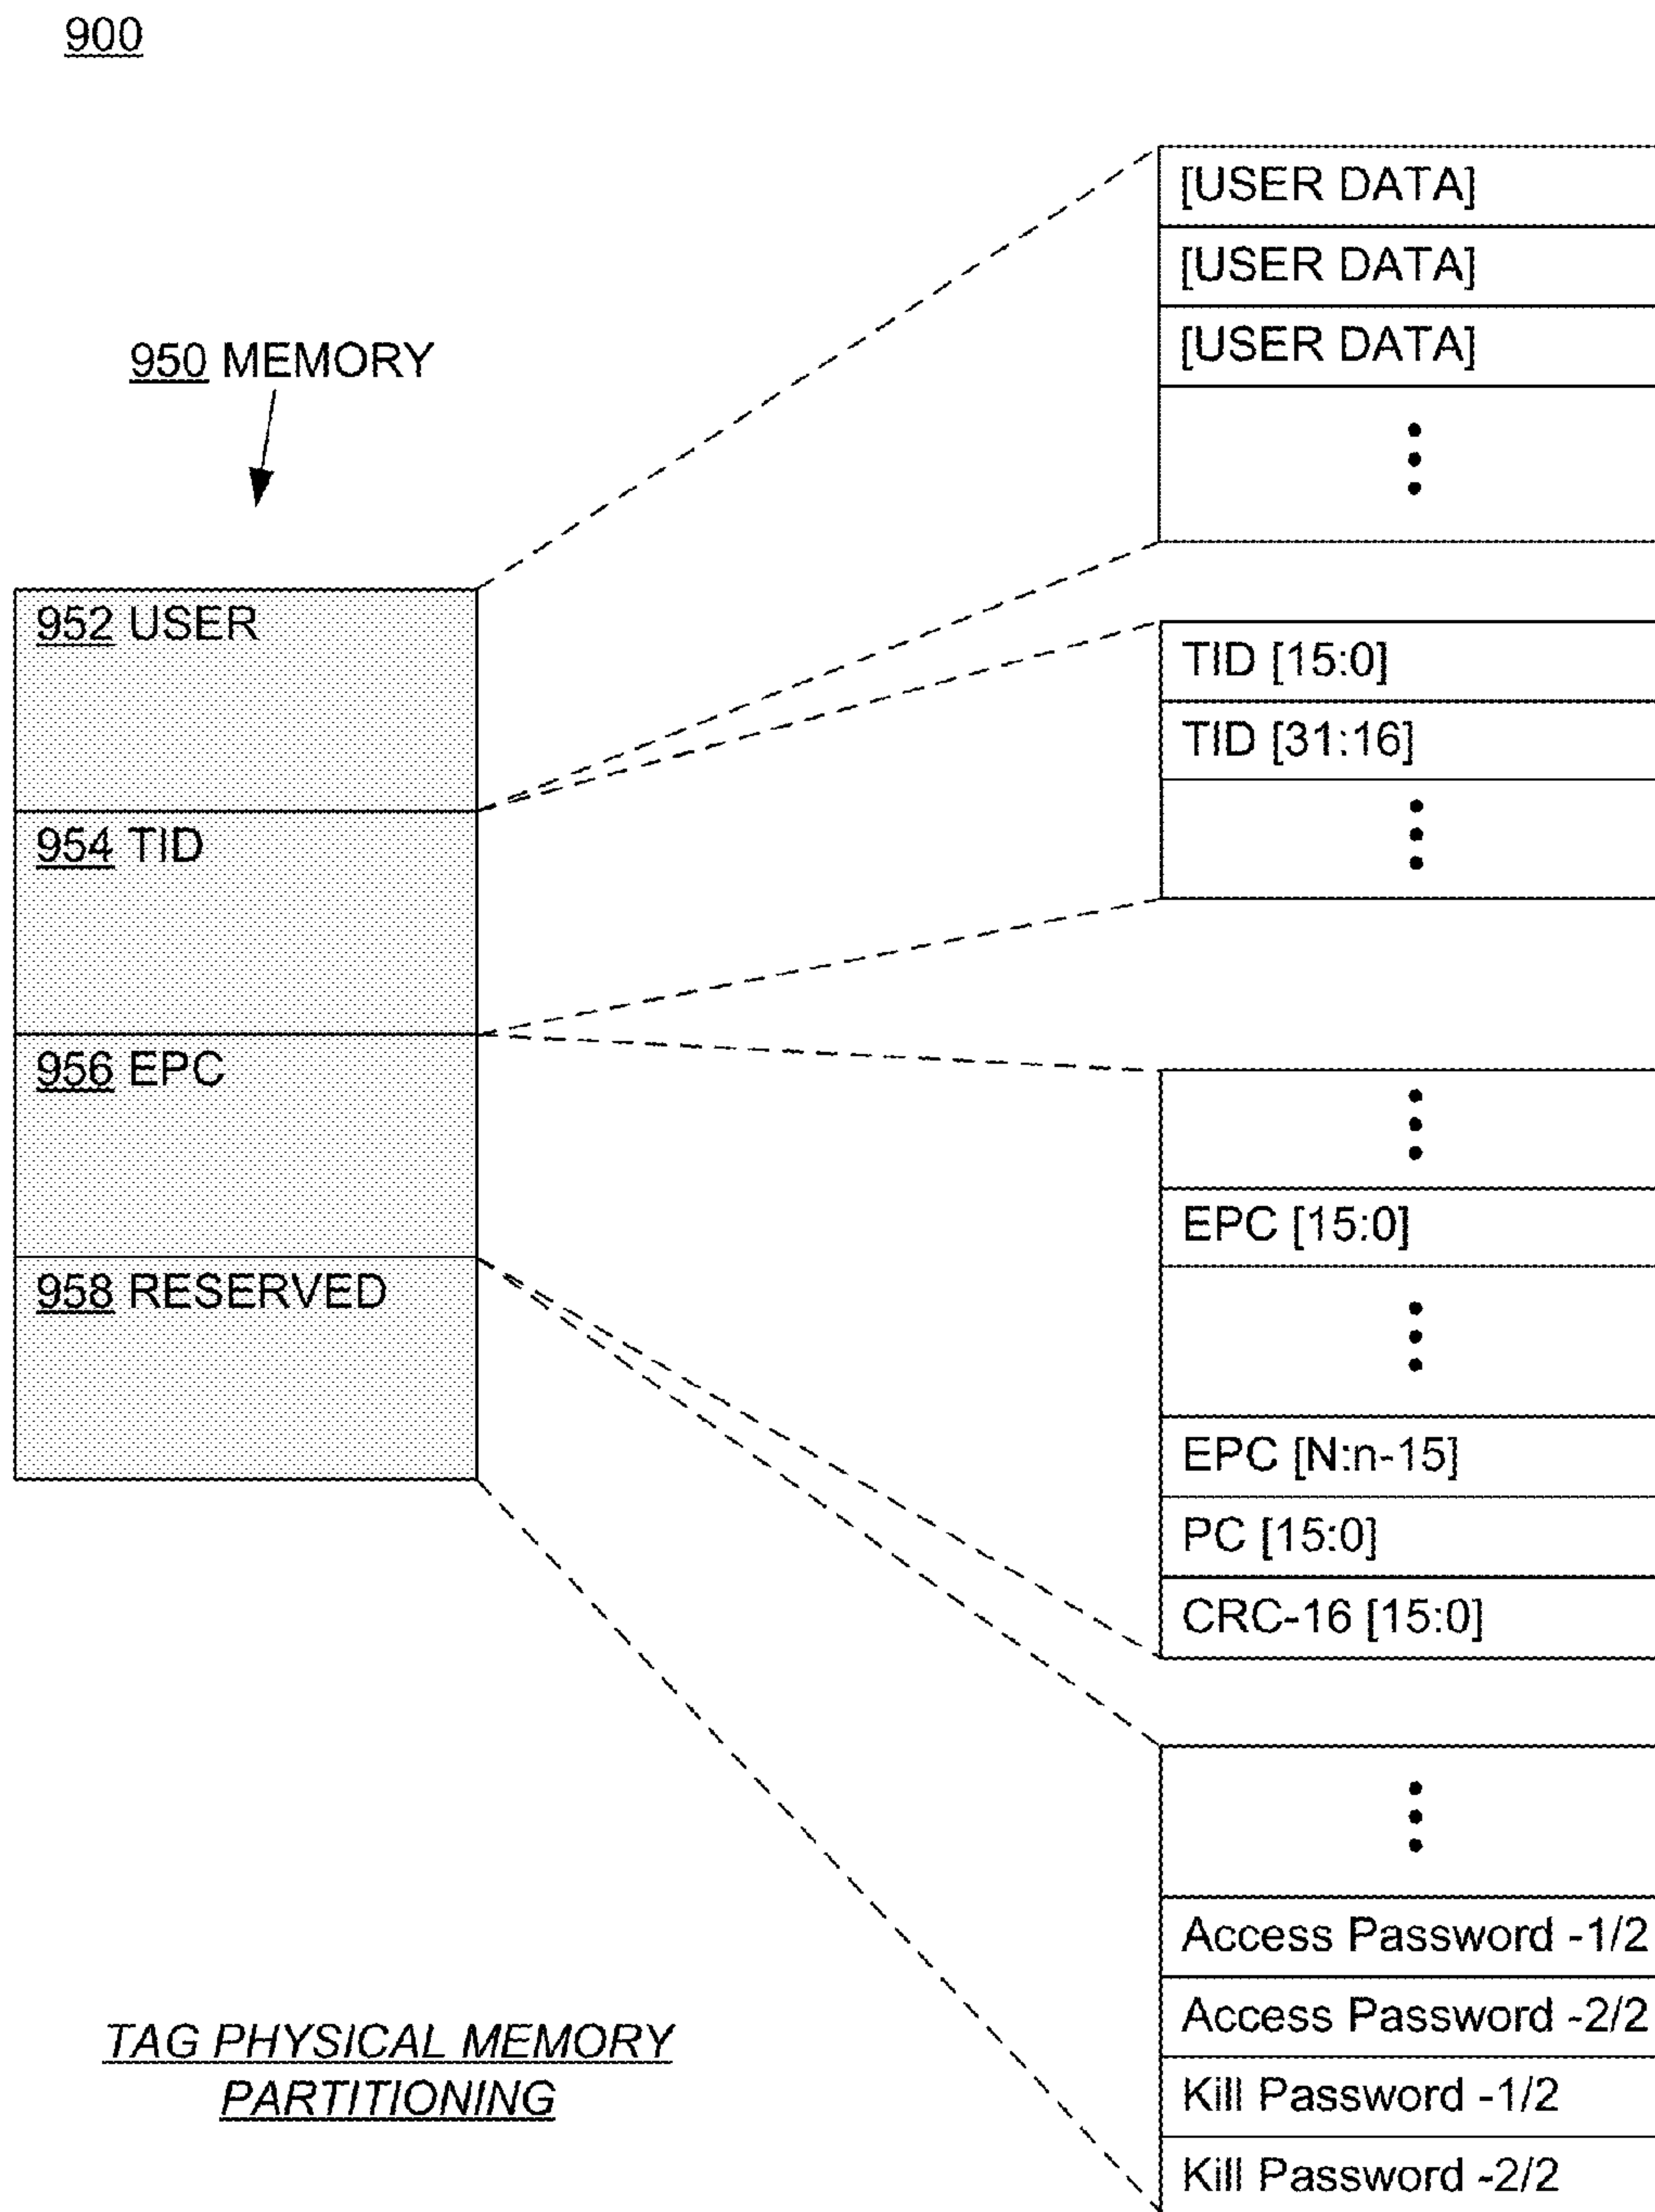 900
950 MEMORY
952 USER
954 TID
956 EPC
958 RESERVED
[USER DATA]
[USER DATA]
[USER DATA]
TID [15:0]
TID [31:16]
EPC [15:0]
EPC [N:n-15]
PC [15:0]
CRC-16 [15:0]
Access Password -1/2
Access Password -2/2
Kill Password -1/2
Kill Password -2/2
TAG PHYSICAL MEMORY
PARTITIONING